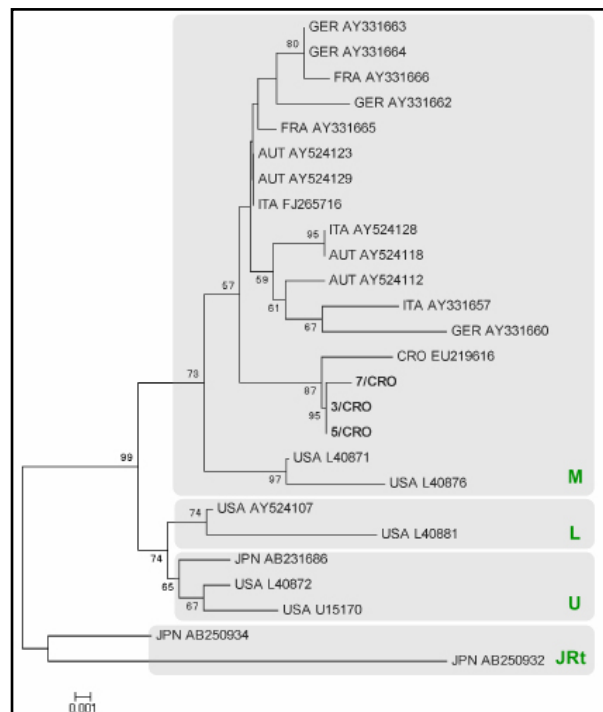 GER AY331663
80
GER AY331664
FRA AY331666
GER AY331662
FRA AY331665
AUT AY524123
AUT AY524129
ITA FJ265716
95
ITA AY524128
AUT AY524118
59
AUT AY524112
57
61
ITA AY331657
67
GER AY331660
CRO EU219616
73
87
7/CRO
95
3/CRO
5/CRO
99
USA L40871
97
USA L40876
M
74
USA AY524107
USA L40881
L
74
JPN AB231686
65
USA L40872
67
USA U15170
U
JPN AB250934
JPN AB250932
JRt
0.001